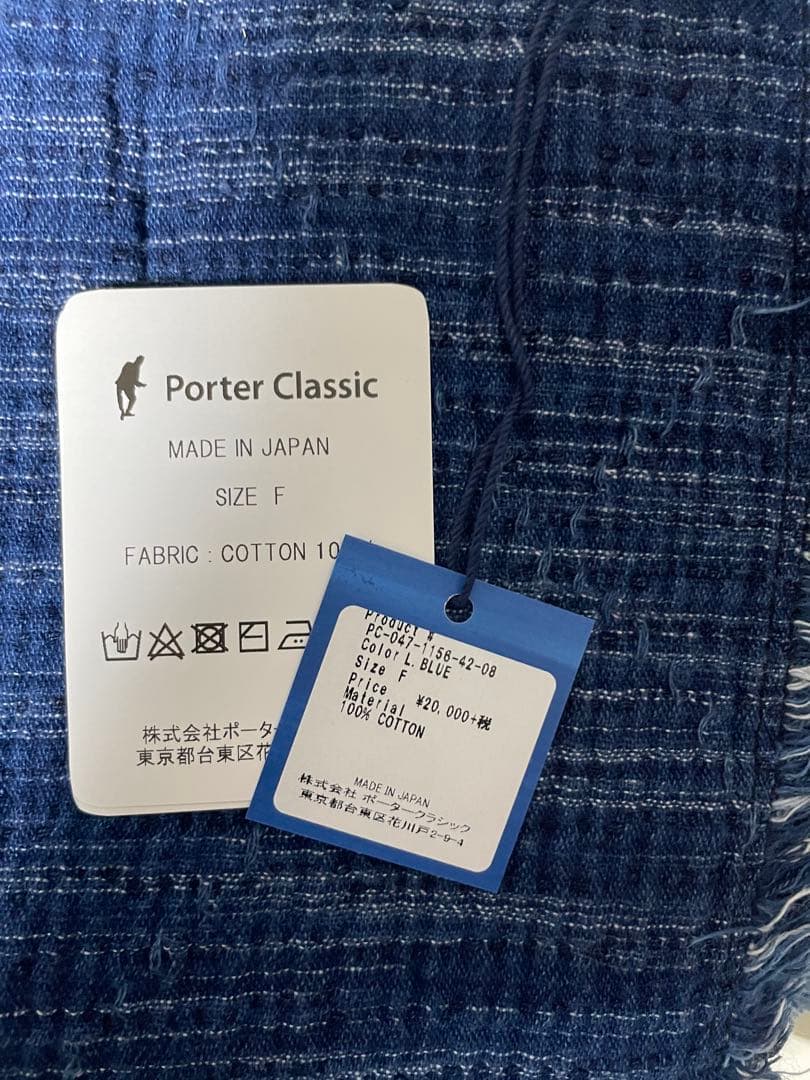 Porter Classic
MADE IN JAPAN
SIZE F
FABRIC : COTTON 10
株式会社ポーター
東京都台東区花
Product
PC-047-1156-42-08
Color L. BLUE
Size F
Price ¥20,000+税
Material
100% COTTON
MADE IN JAPAN
株式会社 ポータークラシック
東京都台東区花川戸2-9-4